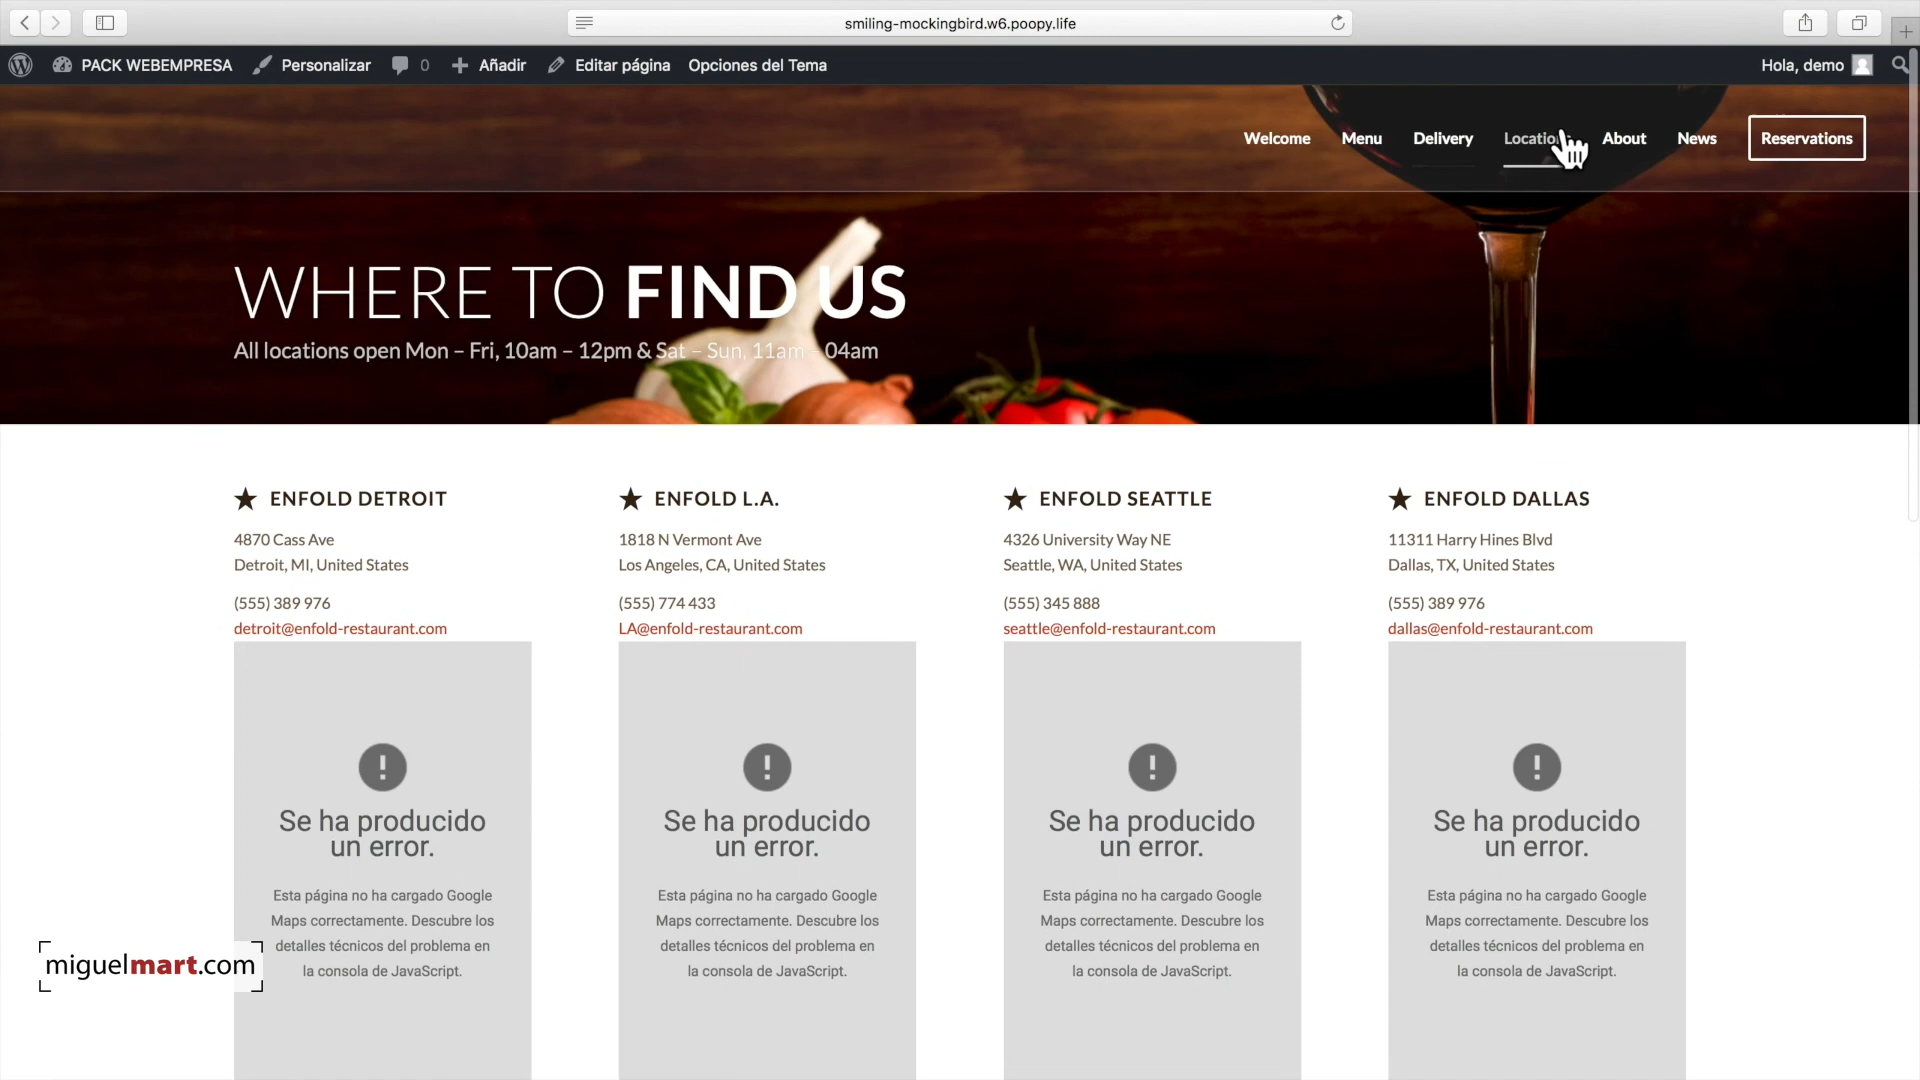 smiling-mockingbird.w6.poopy.life
PACK WEBEMPRESA Personalizar 0 Añadir Editar página Opciones del Tema Hola, demo
Welcome Menu Delivery Location About News Reservations
WHERE TO FIND US
All locations open Mon – Fri, 10am – 12pm & Sat – Sun, 11am – 04am
ENFOLD DETROIT
4870 Cass Ave
Detroit, MI, United States
(555) 389 976
detroit@enfold-restaurant.com
Se ha producido
un error.
Esta página no ha cargado Google
Maps correctamente. Descubre los
detalles técnicos del problema en
la consola de JavaScript.
ENFOLD L.A.
1818 N Vermont Ave
Los Angeles, CA, United States
(555) 774 433
LA@enfold-restaurant.com
Se ha producido
un error.
Esta página no ha cargado Google
Maps correctamente. Descubre los
detalles técnicos del problema en
la consola de JavaScript.
ENFOLD SEATTLE
4326 University Way NE
Seattle, WA, United States
(555) 345 888
seattle@enfold-restaurant.com
Se ha producido
un error.
Esta página no ha cargado Google
Maps correctamente. Descubre los
detalles técnicos del problema en
la consola de JavaScript.
ENFOLD DALLAS
11311 Harry Hines Blvd
Dallas, TX, United States
(555) 389 976
dallas@enfold-restaurant.com
Se ha producido
un error.
Esta página no ha cargado Google
Maps correctamente. Descubre los
detalles técnicos del problema en
la consola de JavaScript.
miguelmart.com